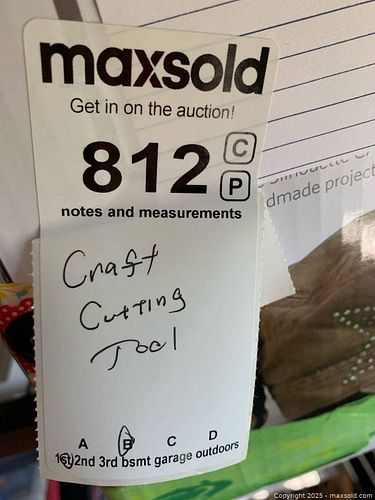 maxsold
Get in on the auction!
812 C
P
notes and measurements
dmade project
Craft
Cutting
Tool
A B C D
1st 2nd 3rd bsmt garage outdoors
Copyright 2025 - maxsold.com